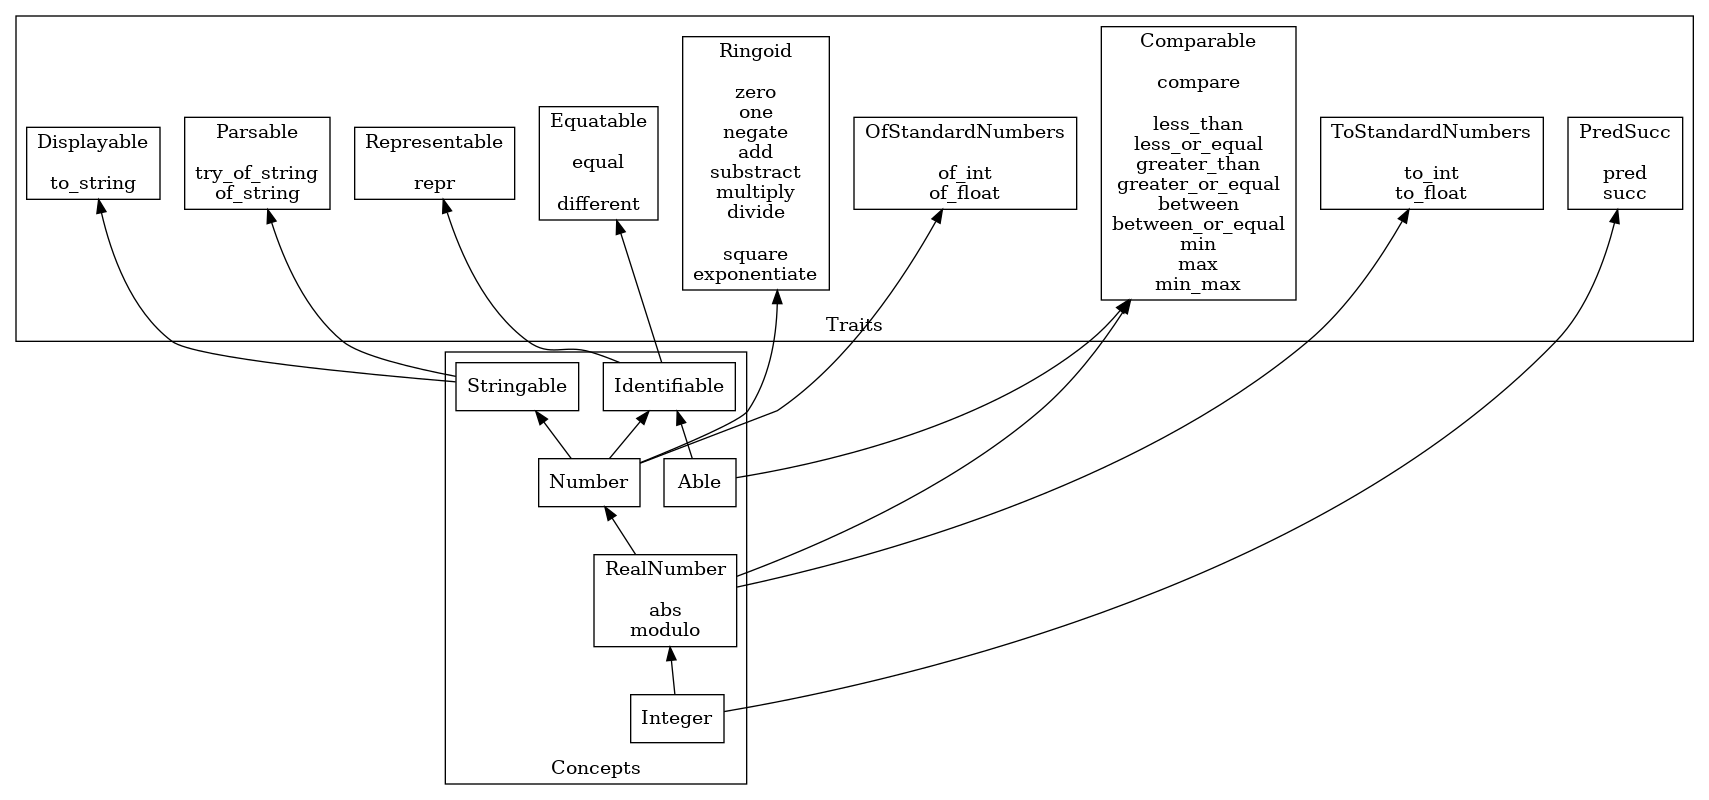 Displayable
to_string
Parsable
try_of_string
of_string
Representable
repr
Equatable
equal
different
Ringoid
zero
one
negate
add
substract
multiply
divide
square
exponentiate
OfStandardNumbers
of_int
of_float
Comparable
compare
less_than
less_or_equal
greater_than
greater_or_equal
between
between_or_equal
min
max
min_max
ToStandardNumbers
to_int
to_float
PredSucc
pred
succ
Traits
Stringable
Identifiable
Number
Able
RealNumber
abs
modulo
Integer
Concepts